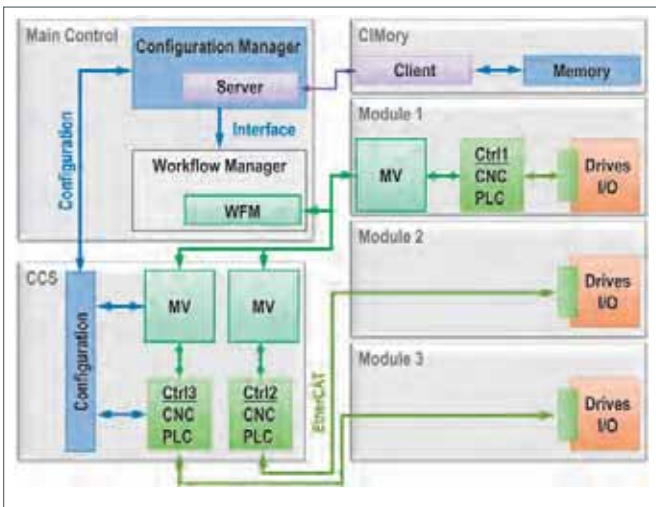 Main Control
Configuration Manager
Server
Interface
Workflow Manager
WFM
Configuration
CIMory
Client
Memory
Module 1
MV
Ctrl1
CNC
PLC
Drives
I/O
Module 2
Drives
I/O
Module 3
Drives
I/O
CCS
Configuration
MV
MV
Ctrl3
CNC
PLC
Ctrl2
CNC
PLC
EtherCAT